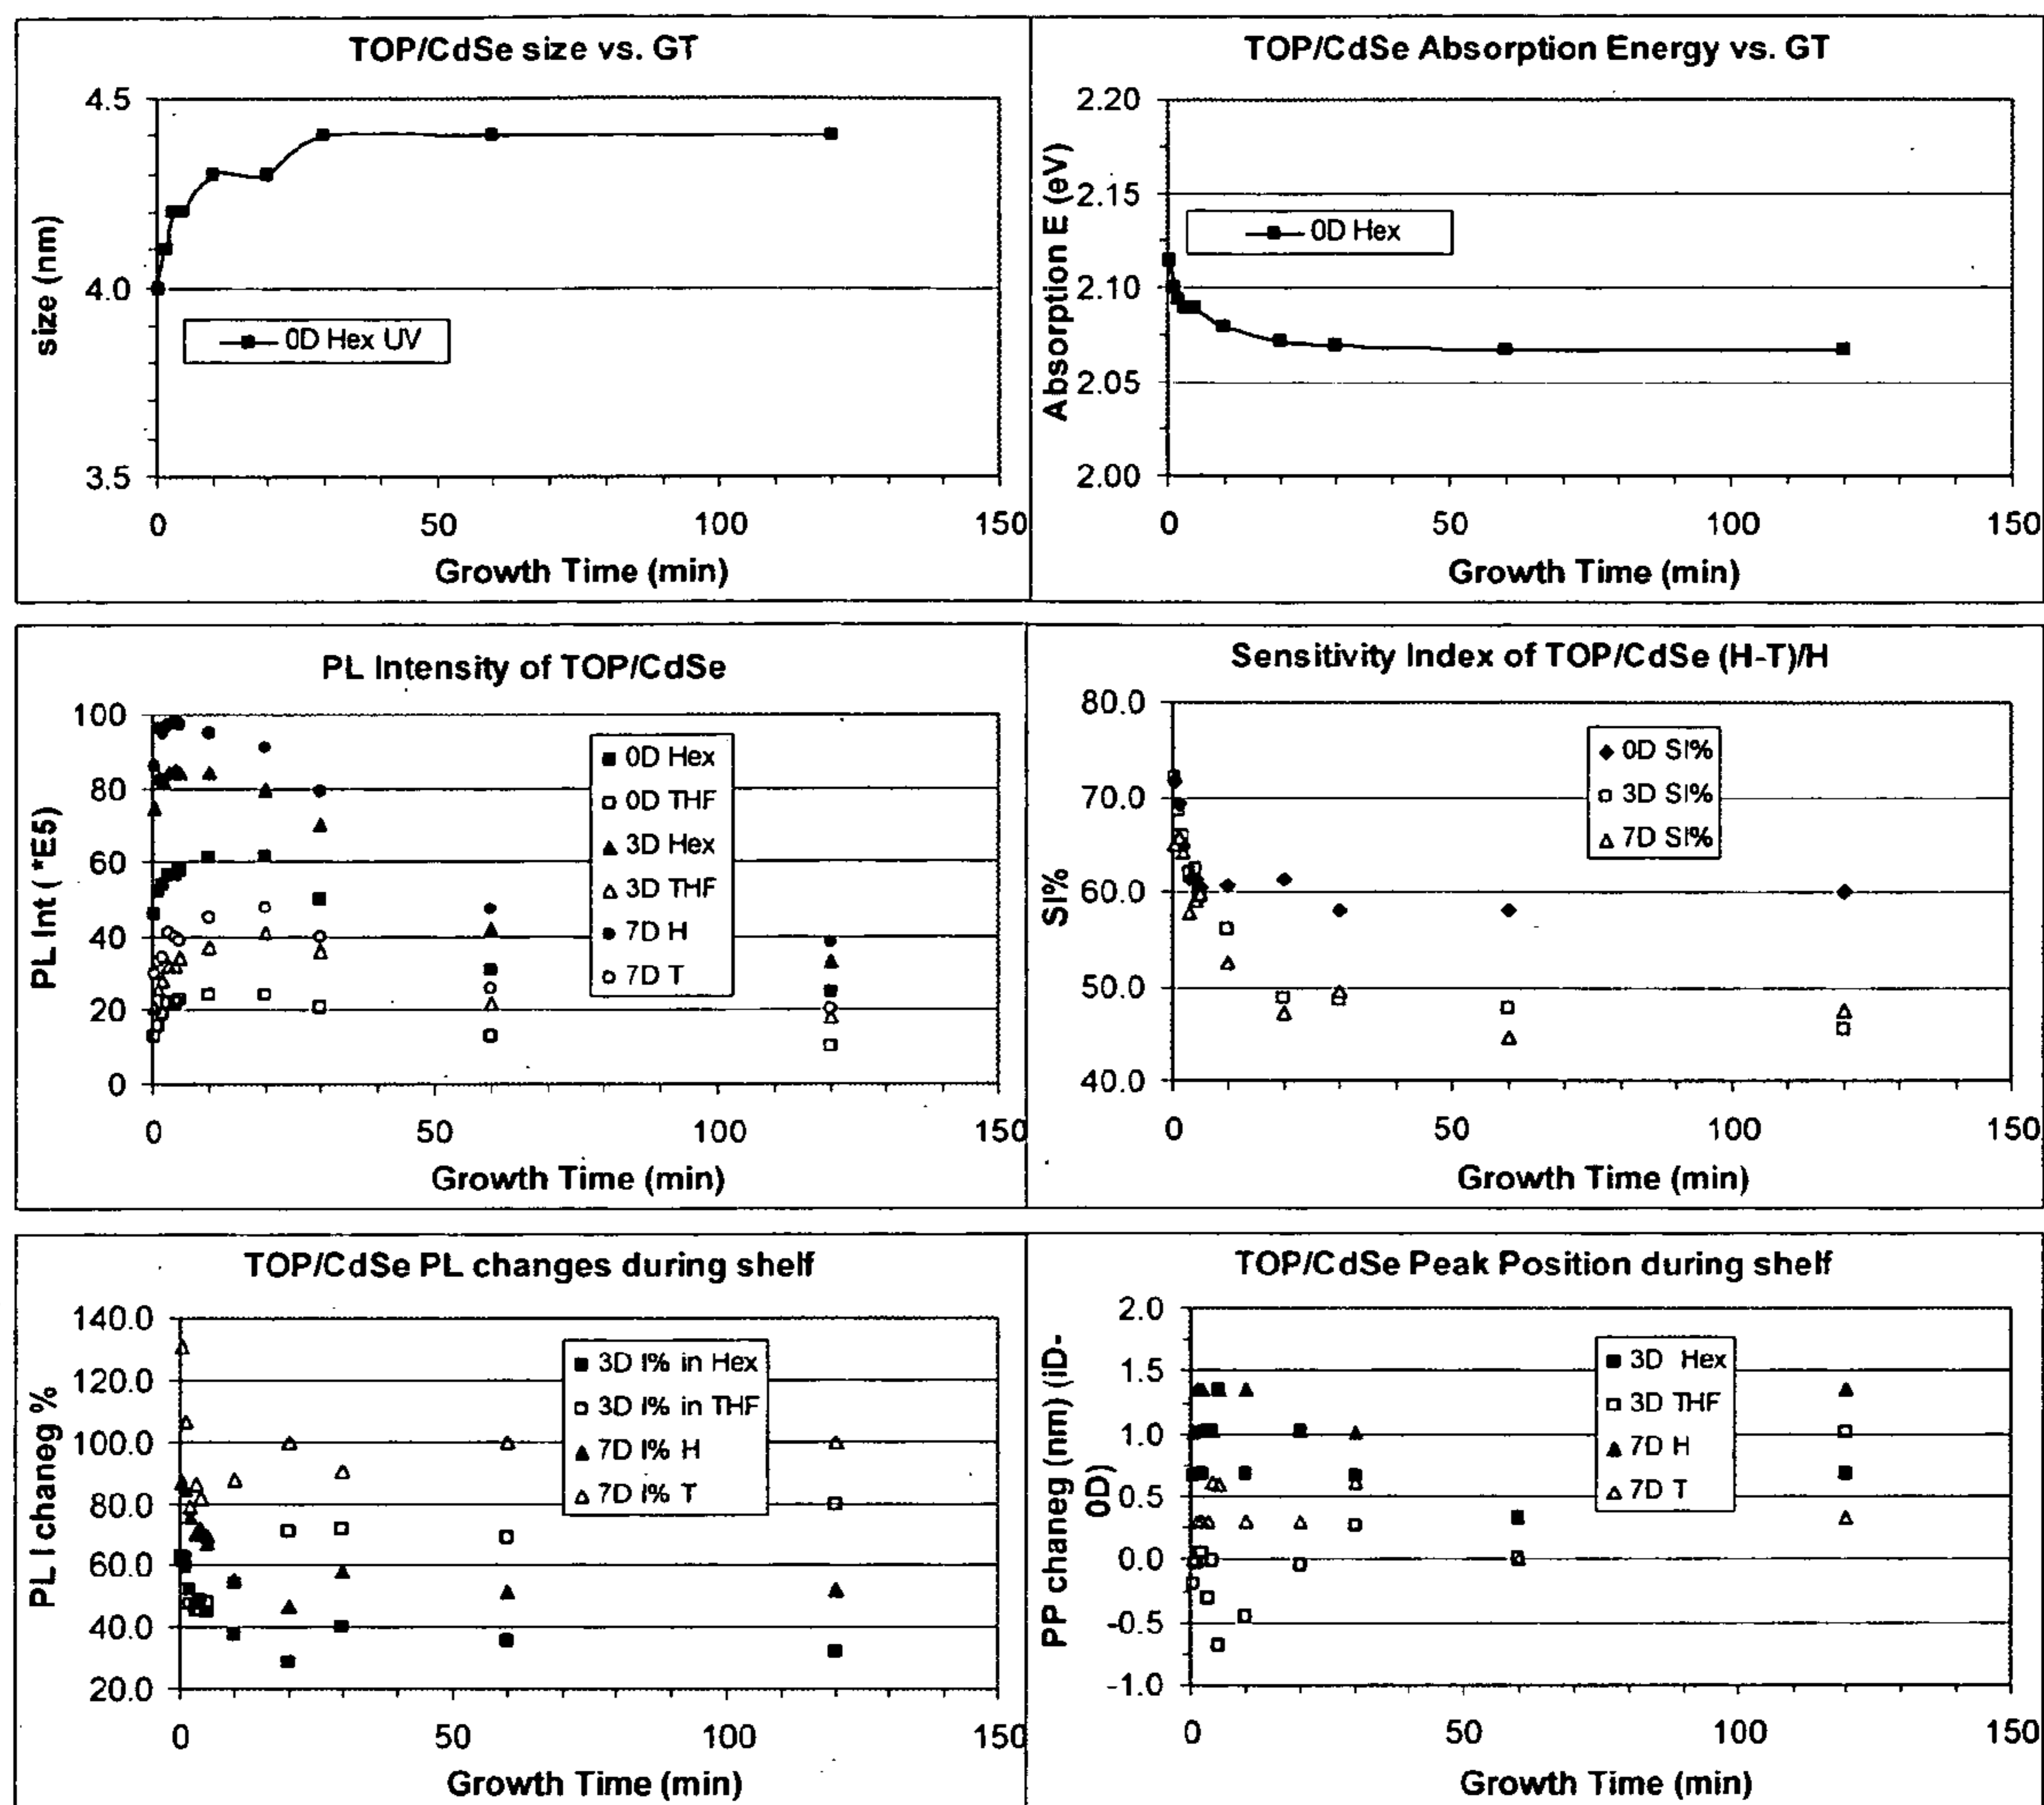 TOP/CdSe size vs. GT
4.5
4.0
3.5
size (nm)
0D Hex UV
0
50
100
150
Growth Time (min)
TOP/CdSe Absorption Energy vs. GT
2.20
2.15
2.10
2.05
2.00
Absorption E (eV)
0D Hex
0
50
100
150
Growth Time (min)
PL Intensity of TOP/CdSe
100
80
60
40
20
0
PL Int ( *E5)
0D Hex
0D THF
3D Hex
3D THF
7D H
7D T
0
50
100
150
Growth Time (min)
Sensitivity Index of TOP/CdSe (H-T)/H
80.0
70.0
60.0
50.0
40.0
SI%
0D SI%
3D SI%
7D SI%
0
50
100
150
Growth Time (min)
TOP/CdSe PL changes during shelf
140.0
120.0
100.0
80.0
60.0
40.0
20.0
PL I chaneg %
3D I% in Hex
3D I% in THF
7D I% H
7D I% T
0
50
100
150
Growth Time (min)
TOP/CdSe Peak Position during shelf
2.0
1.5
1.0
0.5
0.0
-0.5
-1.0
PP chaneg (nm) (iD-
0D)
3D Hex
3D THF
7D H
7D T
0
50
100
150
Growth Time (min)